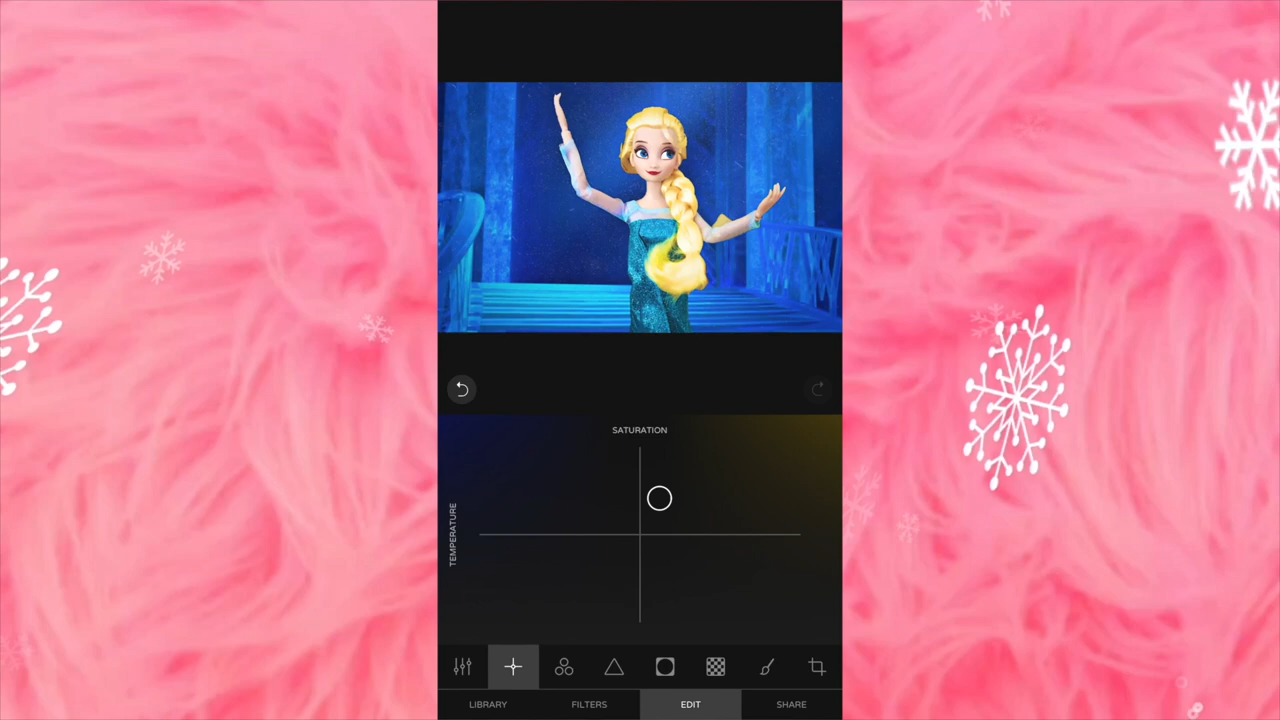 SATURATION
TEMPERATURE
LIBRARY
FILTERS
EDIT
SHARE